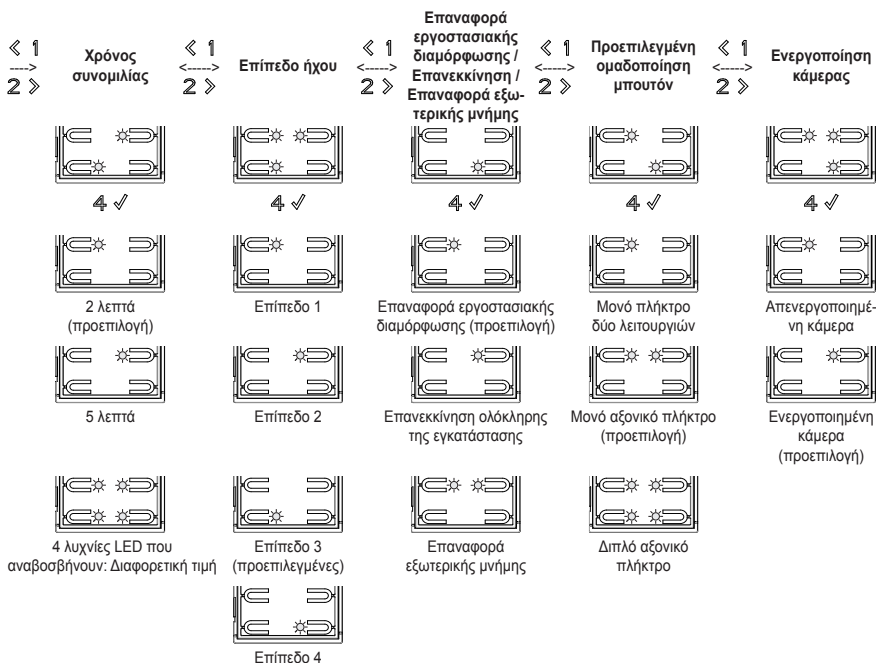 《 1
---->
2 》
Χρόνος
συνομιλίας
《 1
<----->
2 》
Επίπεδο ήχου
《 1
<----->
2 》
Επαναφορά
εργοστασιακής
διαμόρφωσης /
Επανεκκίνηση /
Επαναφορά εξω-
τερικής μνήμης
《 1
<----->
2 》
Προεπιλεγμένη
ομαδοποίηση
μπουτόν
《 1
<----->
2 》
Ενεργοποίηση
κάμερας
4 ✓
4 ✓
4 ✓
4 ✓
4 ✓
2 λεπτά
(προεπιλογή)
Επίπεδο 1
Επαναφορά εργοστασιακής
διαμόρφωσης (προεπιλογή)
Μονό πλήκτρο
δύο λειτουργιών
Απενεργοποιημέ-
νη κάμερα
5 λεπτά
Επίπεδο 2
Επανεκκίνηση ολόκληρης
της εγκατάστασης
Μονό αξονικό πλήκτρο
(προεπιλογή)
Ενεργοποιημένη
κάμερα
(προεπιλογή)
4 λυχνίες LED που
αναβοσβήνουν: Διαφορετική τιμή
Επίπεδο 3
(προεπιλεγμένες)
Επαναφορά
εξωτερικής μνήμης
Διπλό αξονικό
πλήκτρο
Επίπεδο 4